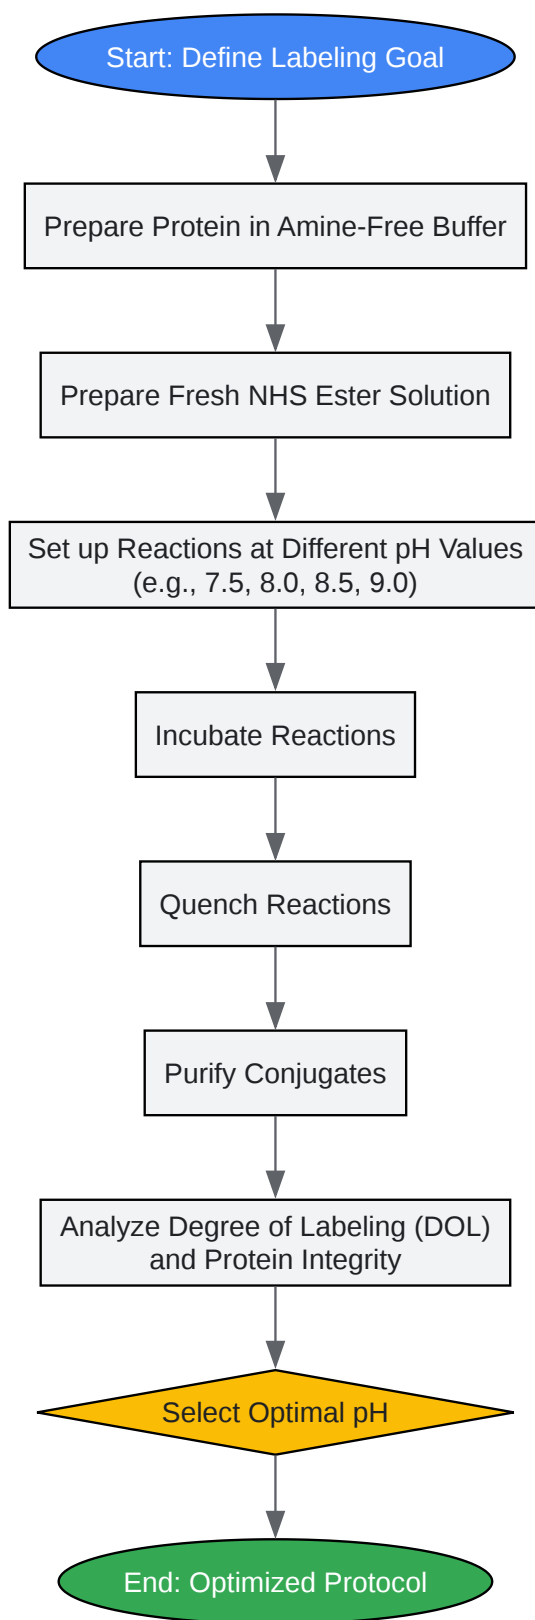 Start: Define Labeling Goal
Prepare Protein in Amine-Free Buffer
Prepare Fresh NHS Ester Solution
Set up Reactions at Different pH Values
(e.g., 7.5, 8.0, 8.5, 9.0)
Incubate Reactions
Quench Reactions
Purify Conjugates
Analyze Degree of Labeling (DOL)
and Protein Integrity
Select Optimal pH
End: Optimized Protocol